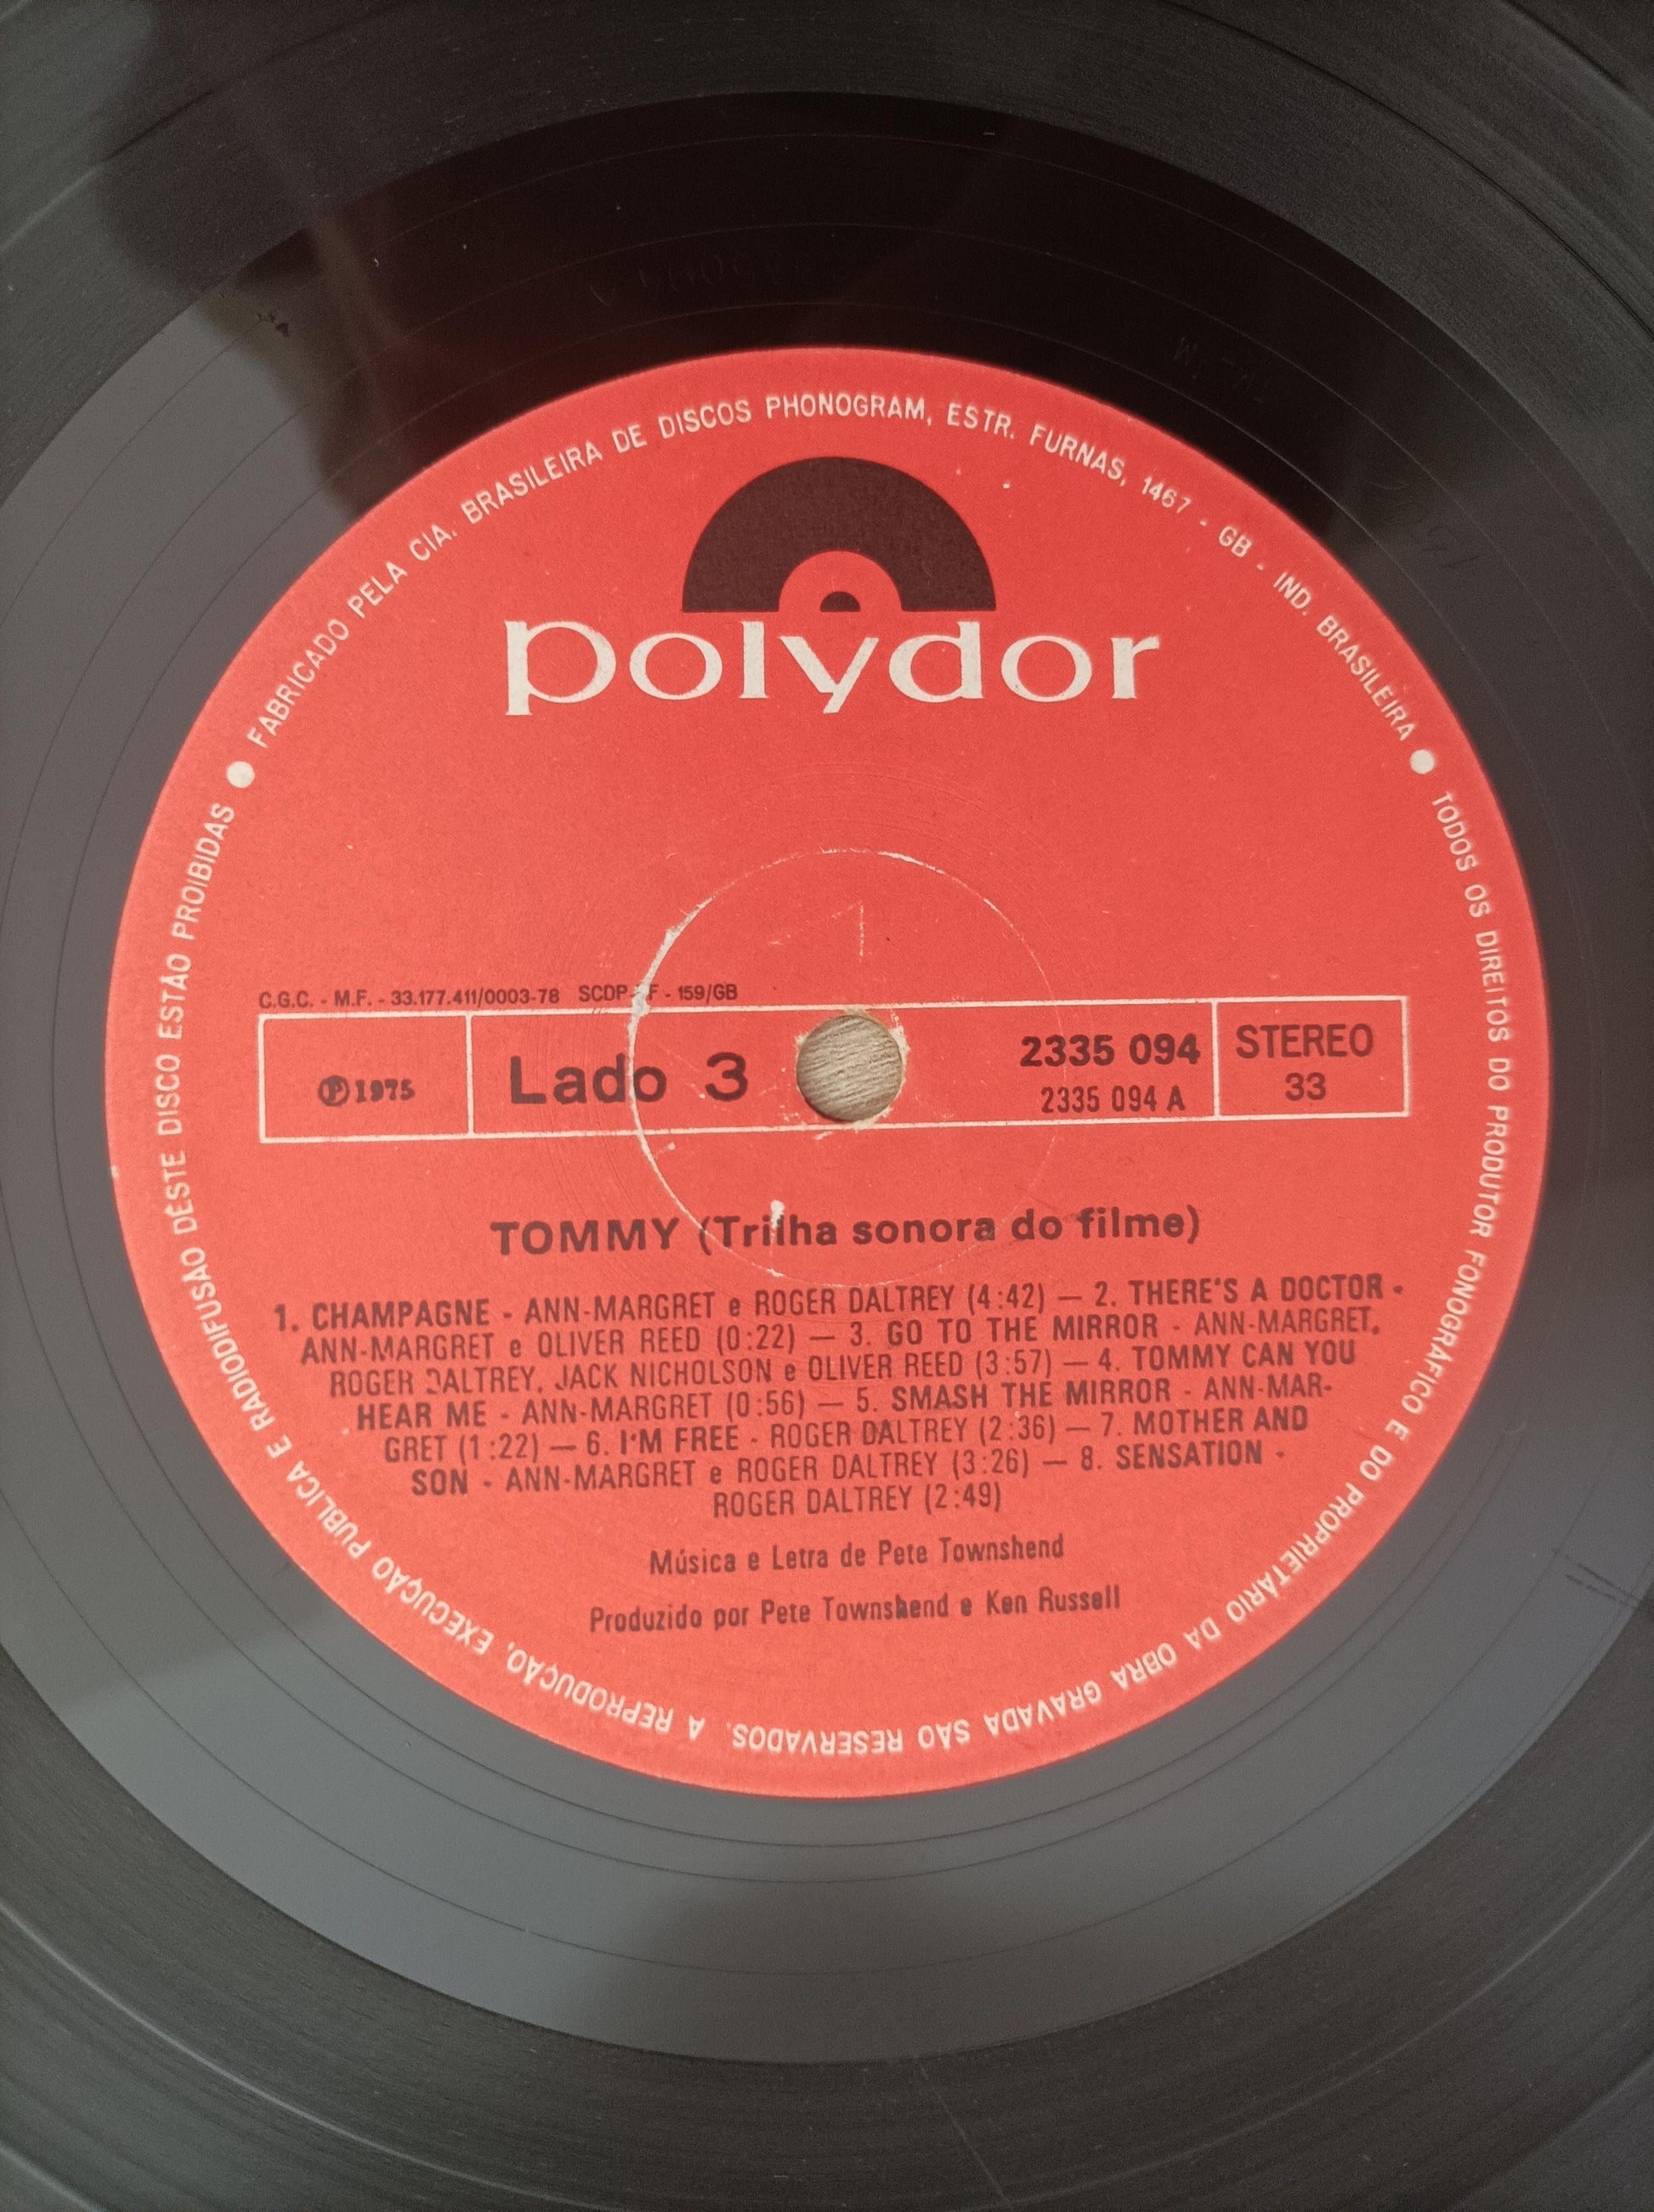 FABRICADO PELA CIA. BRASILEIRA DE DISCOS PHONOGRAM, ESTR. FURNAS, 1467 - GB - IND. BRASILEIRA
polydor
C.G.C. - M.F. - 33.177.411/0003-78 SCDP - F - 159/GB
℗ 1975
Lado 3
2335 094
2335 094 A
STEREO
33
TOMMY (Trilha sonora do filme)
1. CHAMPAGNE - ANN-MARGRET e ROGER DALTREY (4:42) — 2. THERE'S A DOCTOR -
ANN-MARGRET e OLIVER REED (0:22) — 3. GO TO THE MIRROR - ANN-MARGRET,
ROGER DALTREY, JACK NICHOLSON e OLIVER REED (3:57) — 4. TOMMY CAN YOU
HEAR ME - ANN-MARGRET (0:56) — 5. SMASH THE MIRROR - ANN-MAR-
GRET (1:22) — 6. I'M FREE - ROGER DALTREY (2:36) — 7. MOTHER AND
SON - ANN-MARGRET e ROGER DALTREY (3:26) — 8. SENSATION -
ROGER DALTREY (2:49)
Música e Letra de Pete Townshend
Produzido por Pete Townshend e Ken Russell
TODOS OS DIREITOS DO PRODUTOR FONOGRÁFICO E DO PROPRIETÁRIO DA OBRA GRAVADA SÃO RESERVADOS. A REPRODUÇÃO, EXECUÇÃO PÚBLICA E RADIODIFUSÃO DÊSTE DISCO ESTÃO PROIBIDAS